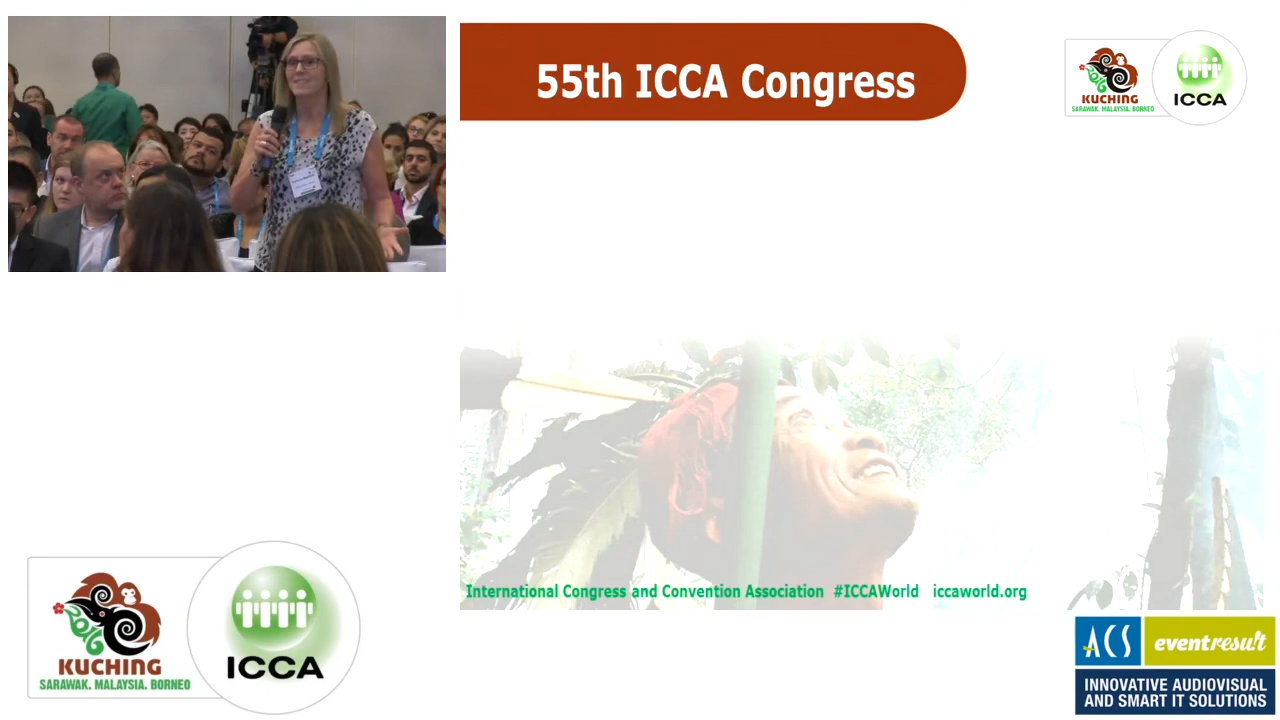 55th ICCA Congress
KUCHING
SARAWAK. MALAYSIA. BORNEO
ICCA
International Congress and Convention Association #ICCAWorld iccaworld.org
2016
KUCHING
SARAWAK. MALAYSIA. BORNEO
ICCA
ACS
eventresult
INNOVATIVE AUDIOVISUAL
AND SMART IT SOLUTIONS